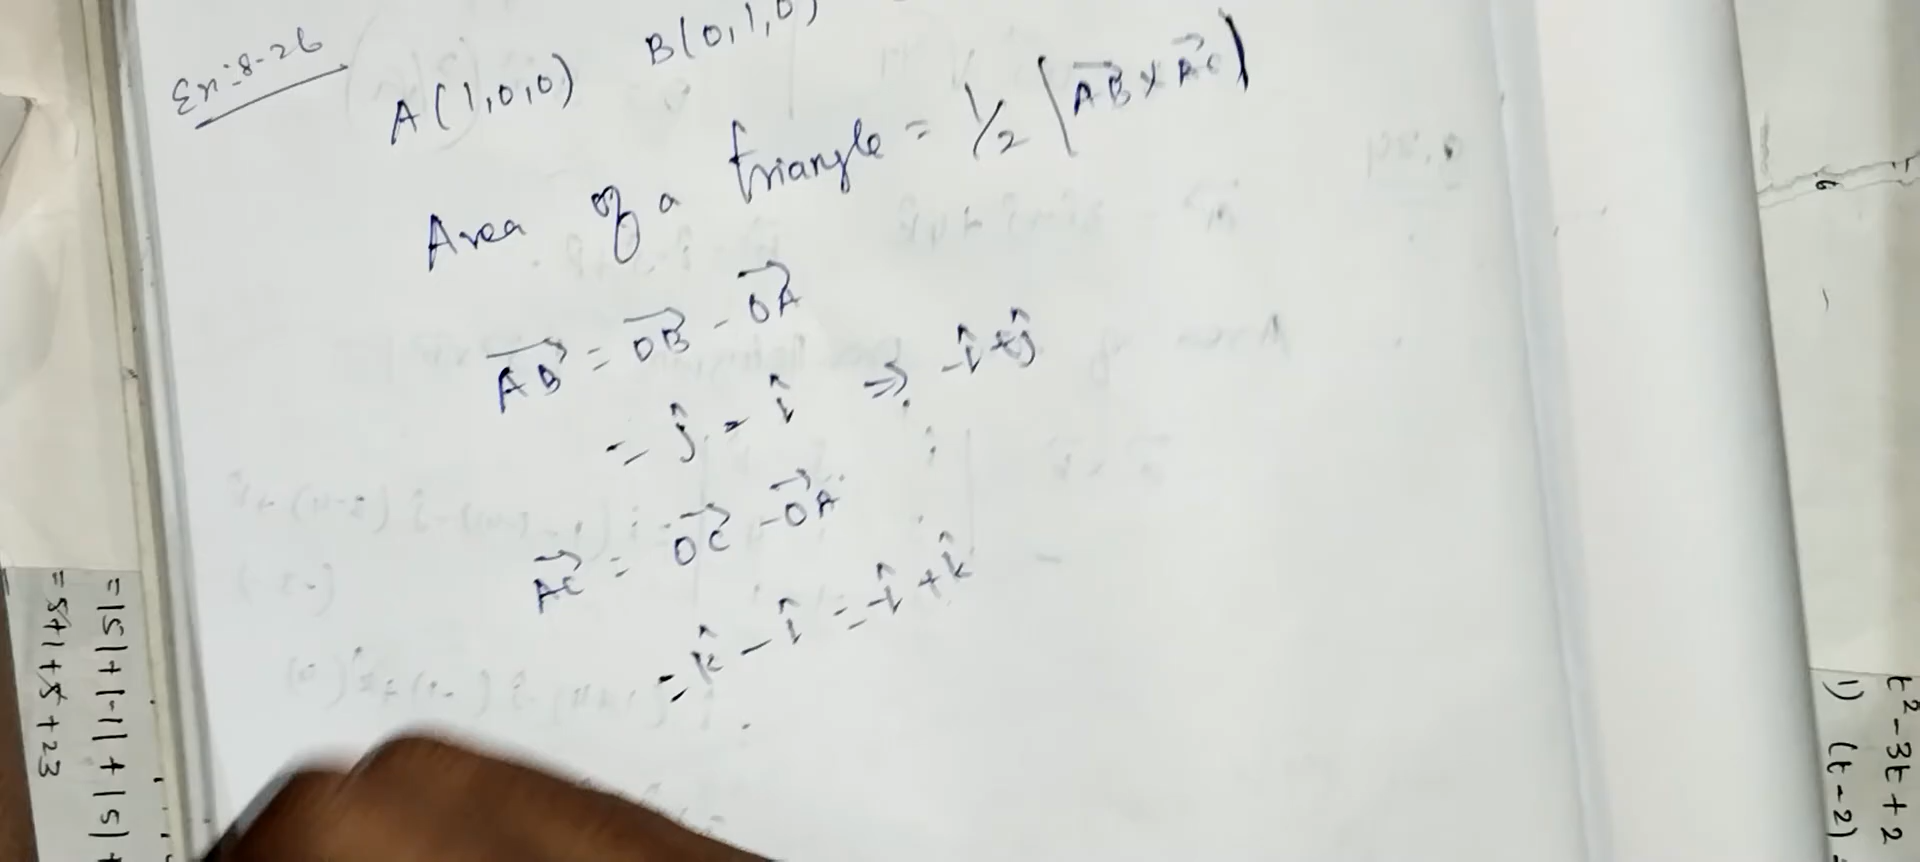 Ex:-8-26
A(1,0,0) B(0,1,0)
Area of a triangle = 1/2 |AB⃗ × AC⃗|
AB⃗ = OB⃗ - OA⃗
= ĵ - î ⇒ -î+ĵ
AC⃗ = OC⃗ - OA⃗
= k̂ - î = -î + k̂
=|5|+|-1|+|5|+
= 5+1+5+23
t²-3t+2
1) (t-2)